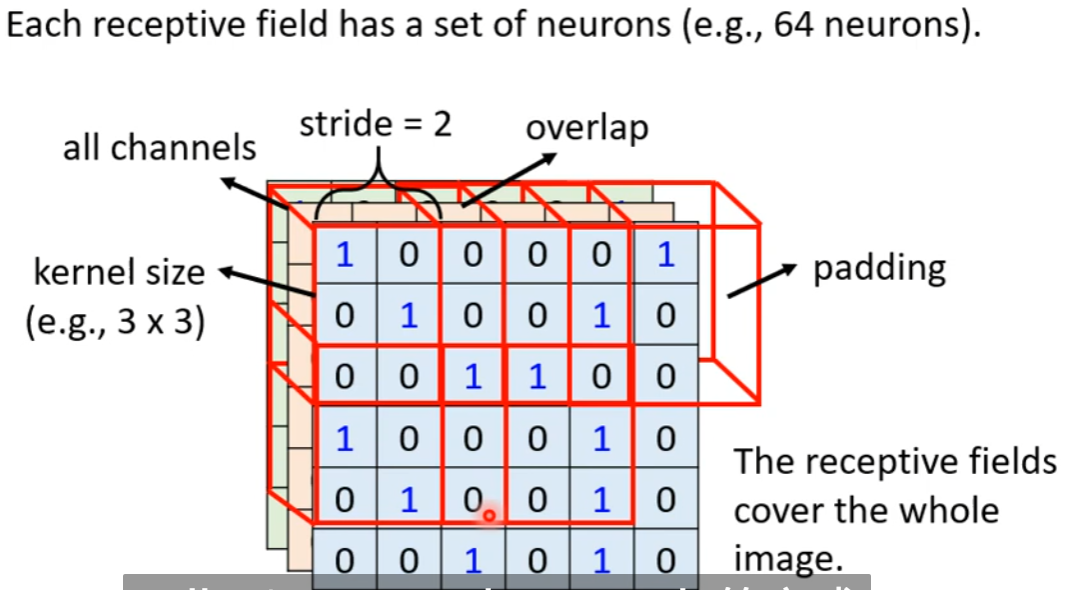 Each receptive field has a set of neurons (e.g., 64 neurons).
stride = 2
overlap
all channels
kernel size
(e.g., 3 x 3)
padding
1 0 0 0 0 1
0 1 0 0 1 0
0 0 1 1 0 0
1 0 0 0 1 0
0 1 0 0 1 0
0 0 1 0 1 0
The receptive fields
cover the whole
image.